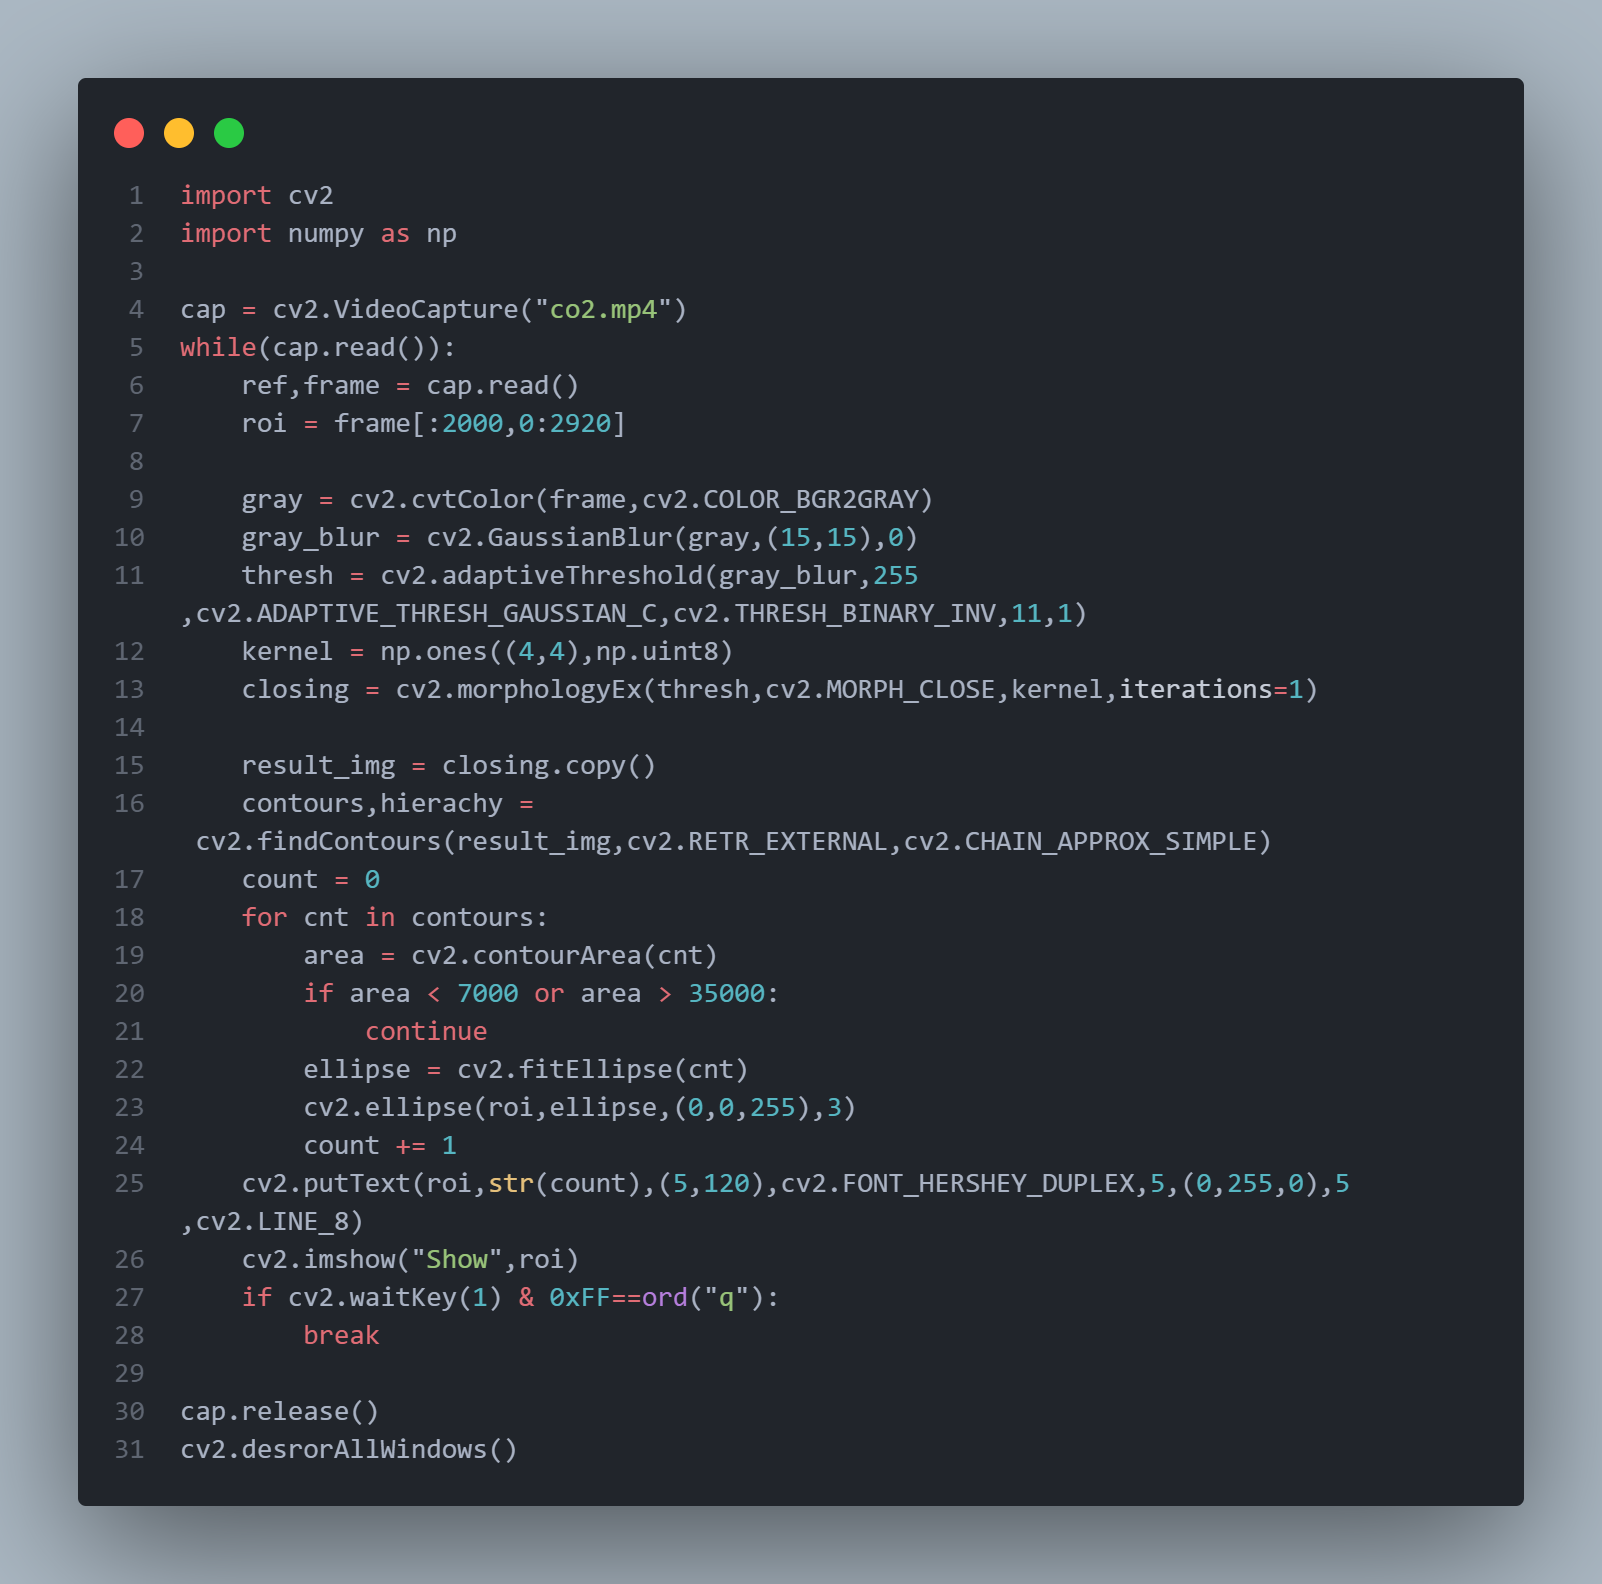 1 import cv2
2 import numpy as np
3
4 cap = cv2.VideoCapture("co2.mp4")
5 while(cap.read()):
6     ref,frame = cap.read()
7     roi = frame[:2000,0:2920]
8
9     gray = cv2.cvtColor(frame,cv2.COLOR_BGR2GRAY)
10     gray_blur = cv2.GaussianBlur(gray,(15,15),0)
11     thresh = cv2.adaptiveThreshold(gray_blur,255
,cv2.ADAPTIVE_THRESH_GAUSSIAN_C,cv2.THRESH_BINARY_INV,11,1)
12     kernel = np.ones((4,4),np.uint8)
13     closing = cv2.morphologyEx(thresh,cv2.MORPH_CLOSE,kernel,iterations=1)
14
15     result_img = closing.copy()
16     contours,hierachy =
 cv2.findContours(result_img,cv2.RETR_EXTERNAL,cv2.CHAIN_APPROX_SIMPLE)
17     count = 0
18     for cnt in contours:
19         area = cv2.contourArea(cnt)
20         if area < 7000 or area > 35000:
21             continue
22         ellipse = cv2.fitEllipse(cnt)
23         cv2.ellipse(roi,ellipse,(0,0,255),3)
24         count += 1
25     cv2.putText(roi,str(count),(5,120),cv2.FONT_HERSHEY_DUPLEX,5,(0,255,0),5
,cv2.LINE_8)
26     cv2.imshow("Show",roi)
27     if cv2.waitKey(1) & 0xFF==ord("q"):
28         break
29
30 cap.release()
31 cv2.desrorAllWindows()